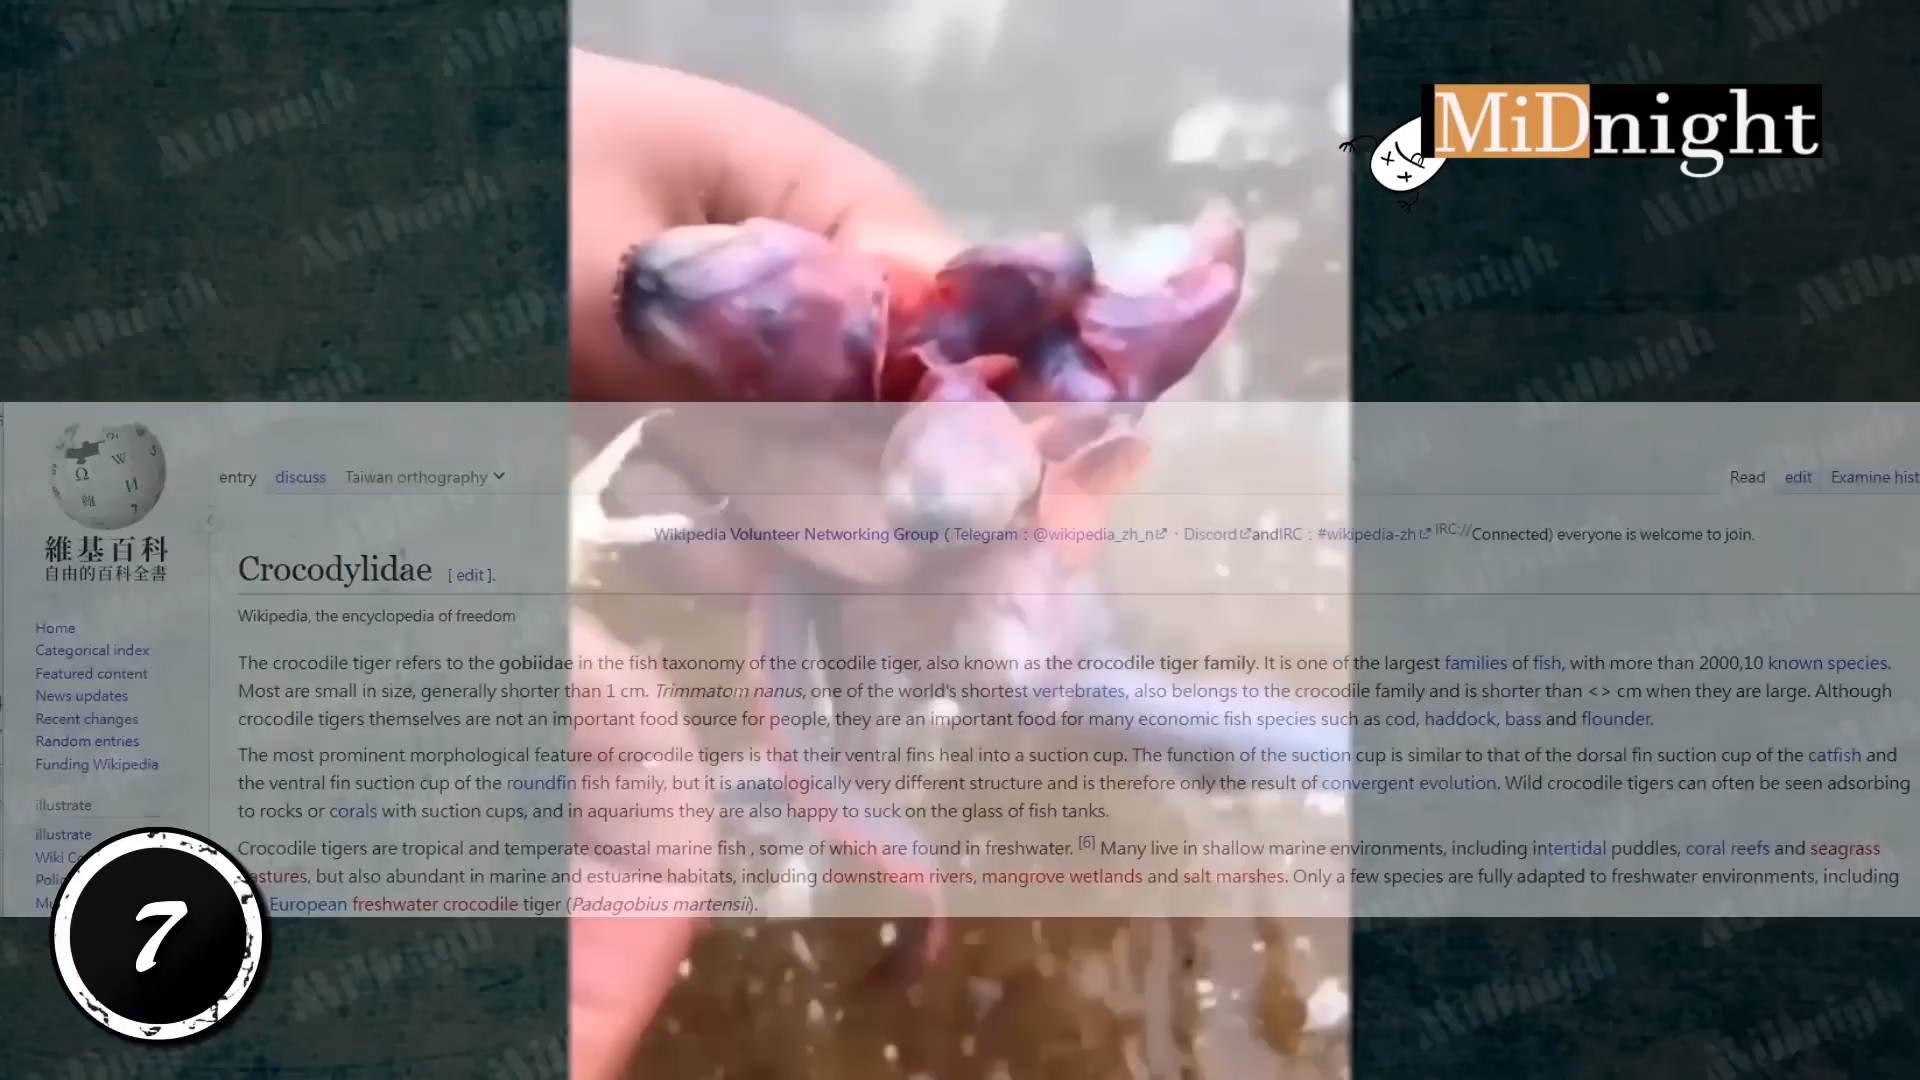 MiDnight
entry discuss Taiwan orthography Read edit Examine hist
維基百科
自由的百科全書
Wikipedia Volunteer Networking Group ( Telegram : @wikipedia_zh_n 、 Discord andIRC : #wikipedia-zh IRC:// Connected) everyone is welcome to join.
Crocodylidae [ edit ].
Wikipedia, the encyclopedia of freedom
Home
Categorical index
Featured content
News updates
Recent changes
Random entries
Funding Wikipedia
illustrate
illustrate
Wiki
The crocodile tiger refers to the gobiidae in the fish taxonomy of the crocodile tiger, also known as the crocodile tiger family. It is one of the largest families of fish, with more than 2000,10 known species.
Most are small in size, generally shorter than 1 cm. Trimmatom nanus, one of the world's shortest vertebrates, also belongs to the crocodile family and is shorter than <> cm when they are large. Although
crocodile tigers themselves are not an important food source for people, they are an important food for many economic fish species such as cod, haddock, bass and flounder.
The most prominent morphological feature of crocodile tigers is that their ventral fins heal into a suction cup. The function of the suction cup is similar to that of the dorsal fin suction cup of the catfish and
the ventral fin suction cup of the roundfin fish family, but it is anatologically very different structure and is therefore only the result of convergent evolution. Wild crocodile tigers can often be seen adsorbing
to rocks or corals with suction cups, and in aquariums they are also happy to suck on the glass of fish tanks.
Crocodile tigers are tropical and temperate coastal marine fish , some of which are found in freshwater. [6] Many live in shallow marine environments, including intertidal puddles, coral reefs and seagrass
astures, but also abundant in marine and estuarine habitats, including downstream rivers, mangrove wetlands and salt marshes. Only a few species are fully adapted to freshwater environments, including
European freshwater crocodile tiger (Padagobius martensii).
7